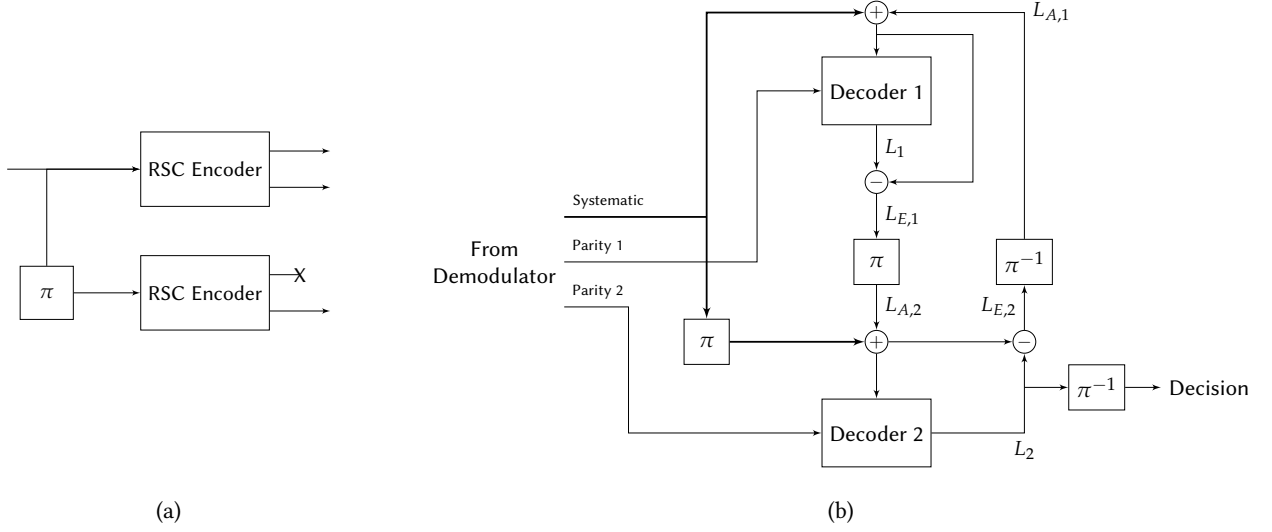 RSC Encoder
π
RSC Encoder
X
(a)
L_{A,1}
+
Decoder 1
L_1
−
Systematic
L_{E,1}
Parity 1
From
Demodulator
π
π^{−1}
Parity 2
L_{A,2}
L_{E,2}
π
+
−
π^{−1}
Decision
Decoder 2
L_2
(b)